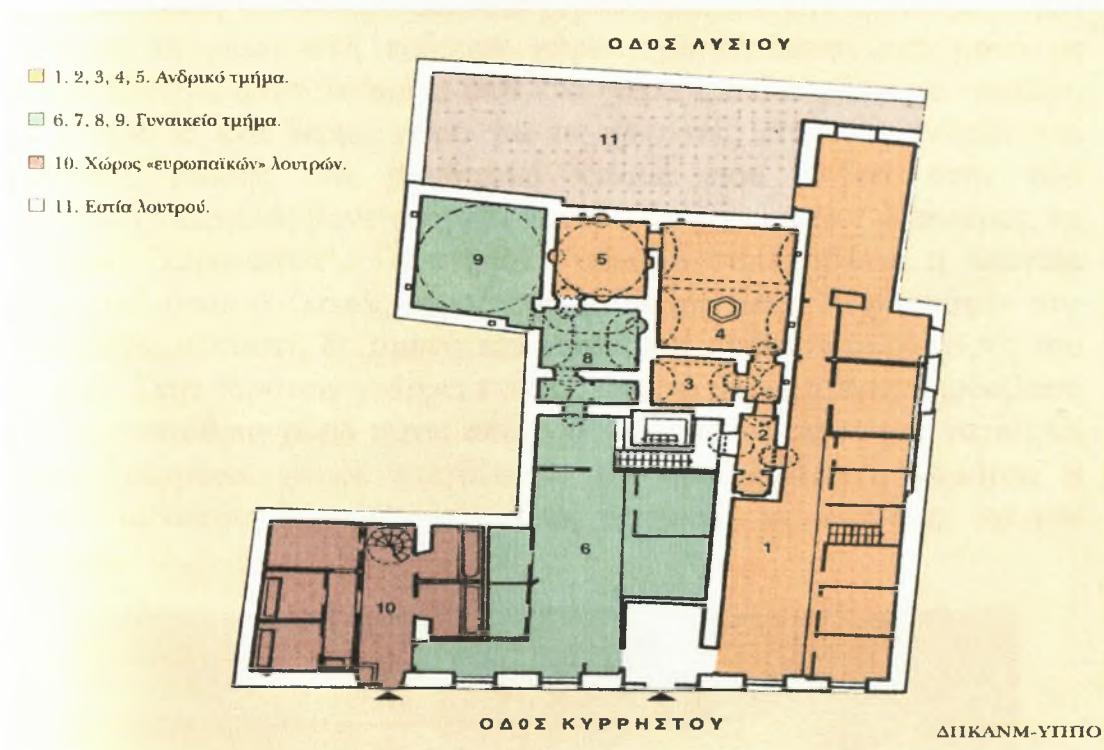 ΟΔΟΣ ΛΥΣΙΟΥ
1. 2, 3, 4, 5. Ανδρικό τμήμα.
6. 7. 8, 9. Γυναικείο τμήμα.
10. Χώρος «ευρωπαϊκών» λουτρών.
11. Εστία λουτρού.
11
9
5
4
8
3
2
6
1
10
ΟΔΟΣ ΚΥΡΡΗΣΤΟΥ
ΔΙΚΑΝΜ-ΥΠΠΟ